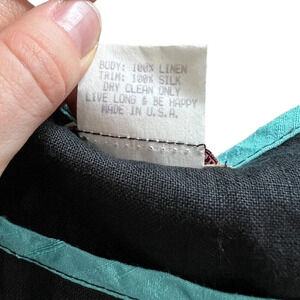 BODY: 100% LINEN
TRIM: 100% SILK
DRY CLEAN ONLY
LIVE LONG & BE HAPPY
MADE IN U.S.A.